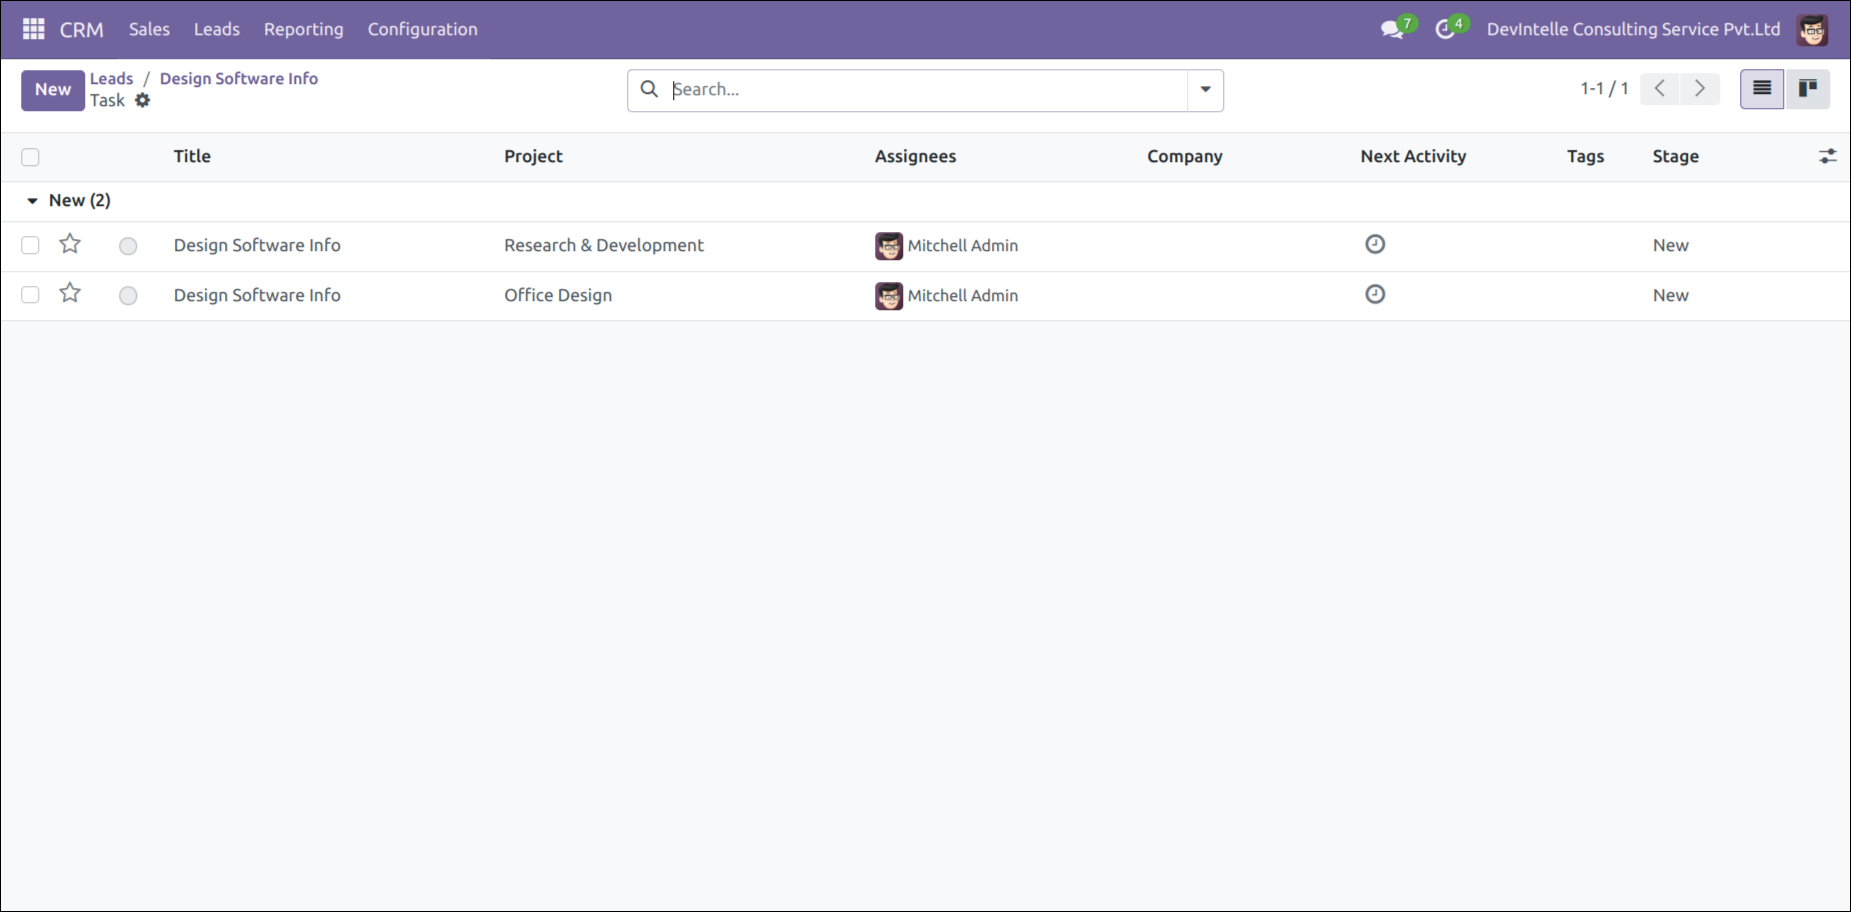 CRM Sales Leads Reporting Configuration 7 4 DevIntelle Consulting Service Pvt.Ltd
New Leads / Design Software Info Search... 1-1 / 1
Task
Title Project Assignees Company Next Activity Tags Stage
New (2)
Design Software Info Research & Development Mitchell Admin New
Design Software Info Office Design Mitchell Admin New